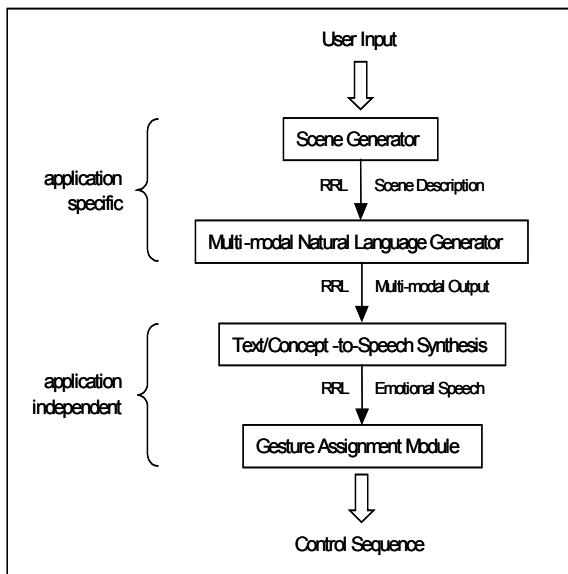 User Input
Scene Generator
RRL Scene Description
application
specific
Multi-modal Natural Language Generator
RRL Multi-modal Output
Text/Concept-to-Speech Synthesis
application
independent
RRL Emotional Speech
Gesture Assignment Module
Control Sequence